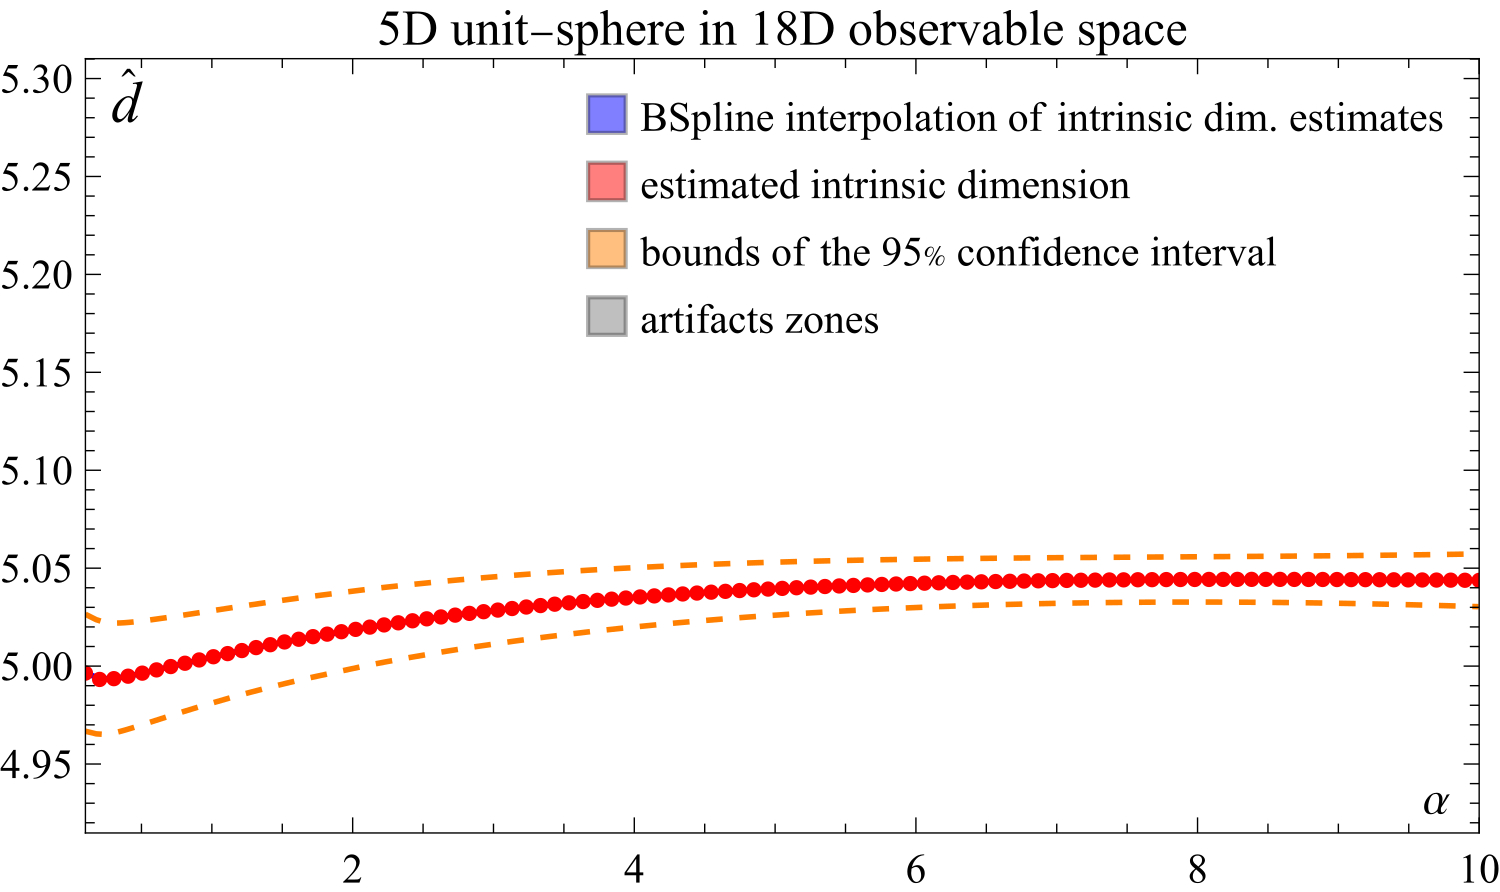 5D unit–sphere in 18D observable space
5.30
5.25
5.20
5.15
5.10
5.05
5.00
4.95
d̂
BSpline interpolation of intrinsic dim. estimates
estimated intrinsic dimension
bounds of the 95% confidence interval
artifacts zones
α
2 4 6 8 10